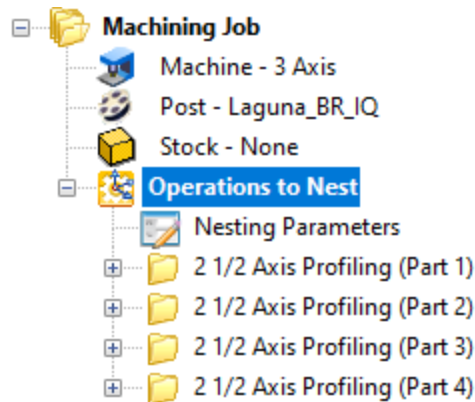 Machining Job
Machine - 3 Axis
Post - Laguna_BR_IQ
Stock - None
Operations to Nest
Nesting Parameters
2 1/2 Axis Profiling (Part 1)
2 1/2 Axis Profiling (Part 2)
2 1/2 Axis Profiling (Part 3)
2 1/2 Axis Profiling (Part 4)